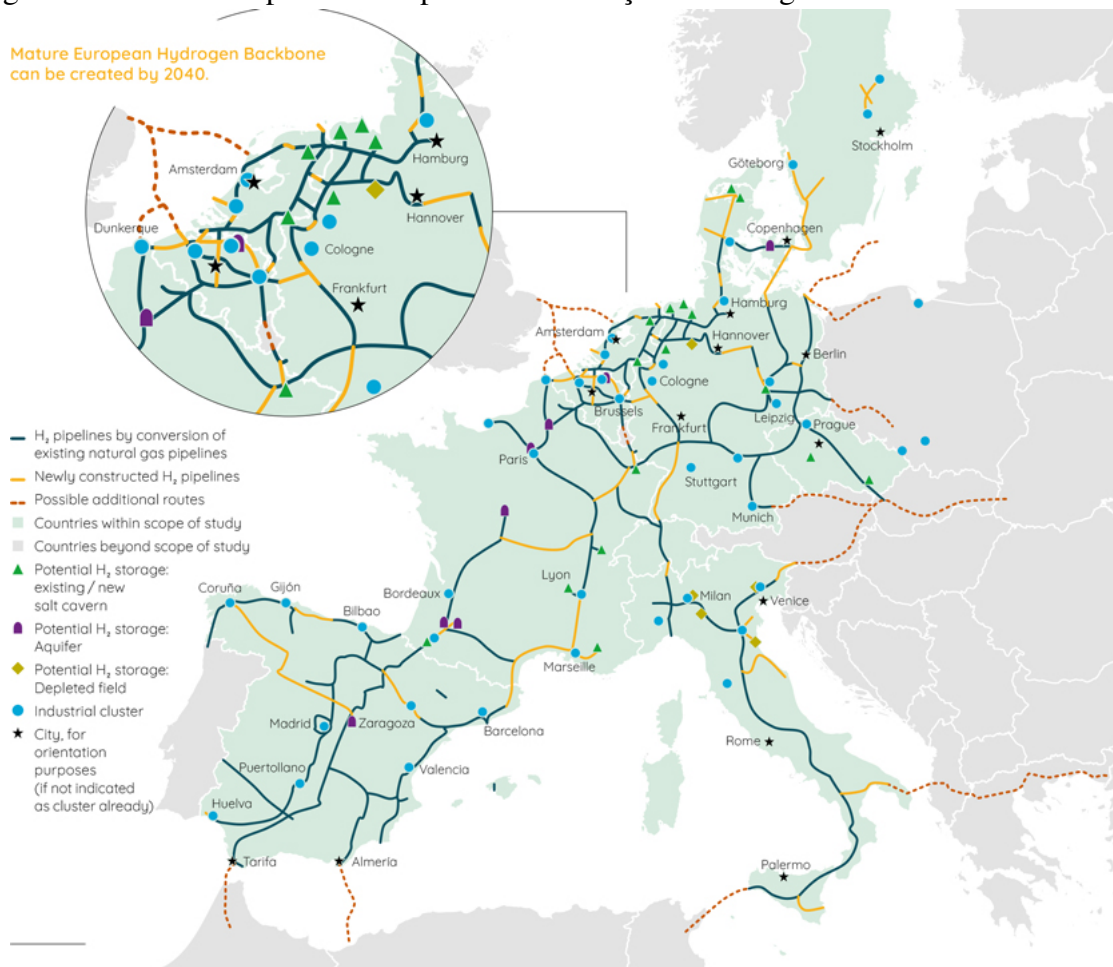 Mature European Hydrogen Backbone
can be created by 2040.
Amsterdam
Hamburg
Hannover
Dunkerque
Cologne
Frankfurt
Stockholm
Göteborg
Copenhagen
Hamburg
Amsterdam
Hannover
Berlin
Cologne
Brussels
Leipzig
Prague
Frankfurt
Paris
Stuttgart
Munich
H₂ pipelines by conversion of
existing natural gas pipelines
Newly constructed H₂ pipelines
Possible additional routes
Countries within scope of study
Countries beyond scope of study
Potential H₂ storage:
existing / new
salt cavern
Potential H₂ storage:
Aquifer
Potential H₂ storage:
Depleted field
Industrial cluster
City, for
orientation
purposes
(if not indicated
as cluster already)
Coruña
Gijón
Bilbao
Bordeaux
Lyon
Milan
Venice
Marseille
Madrid
Zaragoza
Barcelona
Puertollano
Valencia
Rome
Huelva
Tarifa
Almería
Palermo